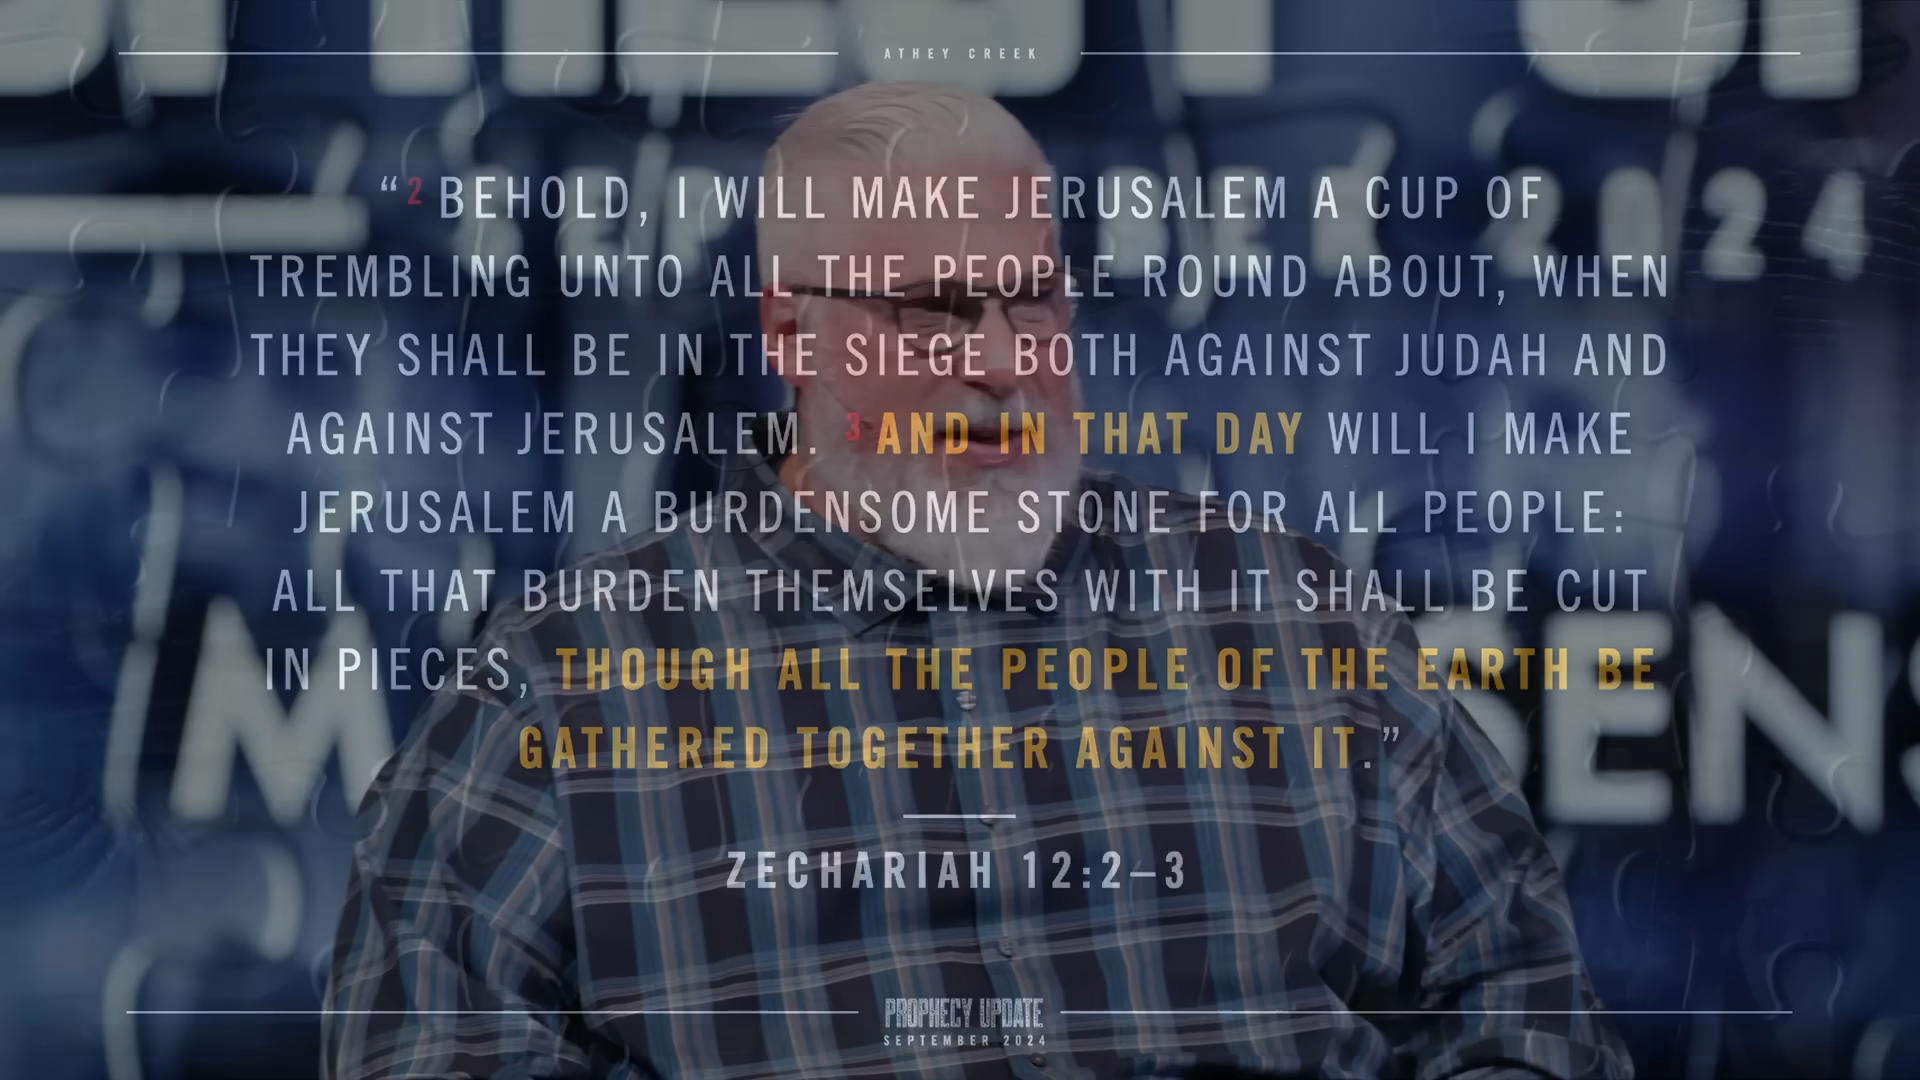 ATHEY CREEK
“2 BEHOLD, I WILL MAKE JERUSALEM A CUP OF
TREMBLING UNTO ALL THE PEOPLE ROUND ABOUT, WHEN
THEY SHALL BE IN THE SIEGE BOTH AGAINST JUDAH AND
AGAINST JERUSALEM. 3 AND IN THAT DAY WILL I MAKE
JERUSALEM A BURDENSOME STONE FOR ALL PEOPLE:
ALL THAT BURDEN THEMSELVES WITH IT SHALL BE CUT
IN PIECES, THOUGH ALL THE PEOPLE OF THE EARTH BE
GATHERED TOGETHER AGAINST IT.”
ZECHARIAH 12:2–3
PROPHECY UPDATE
SEPTEMBER 2024